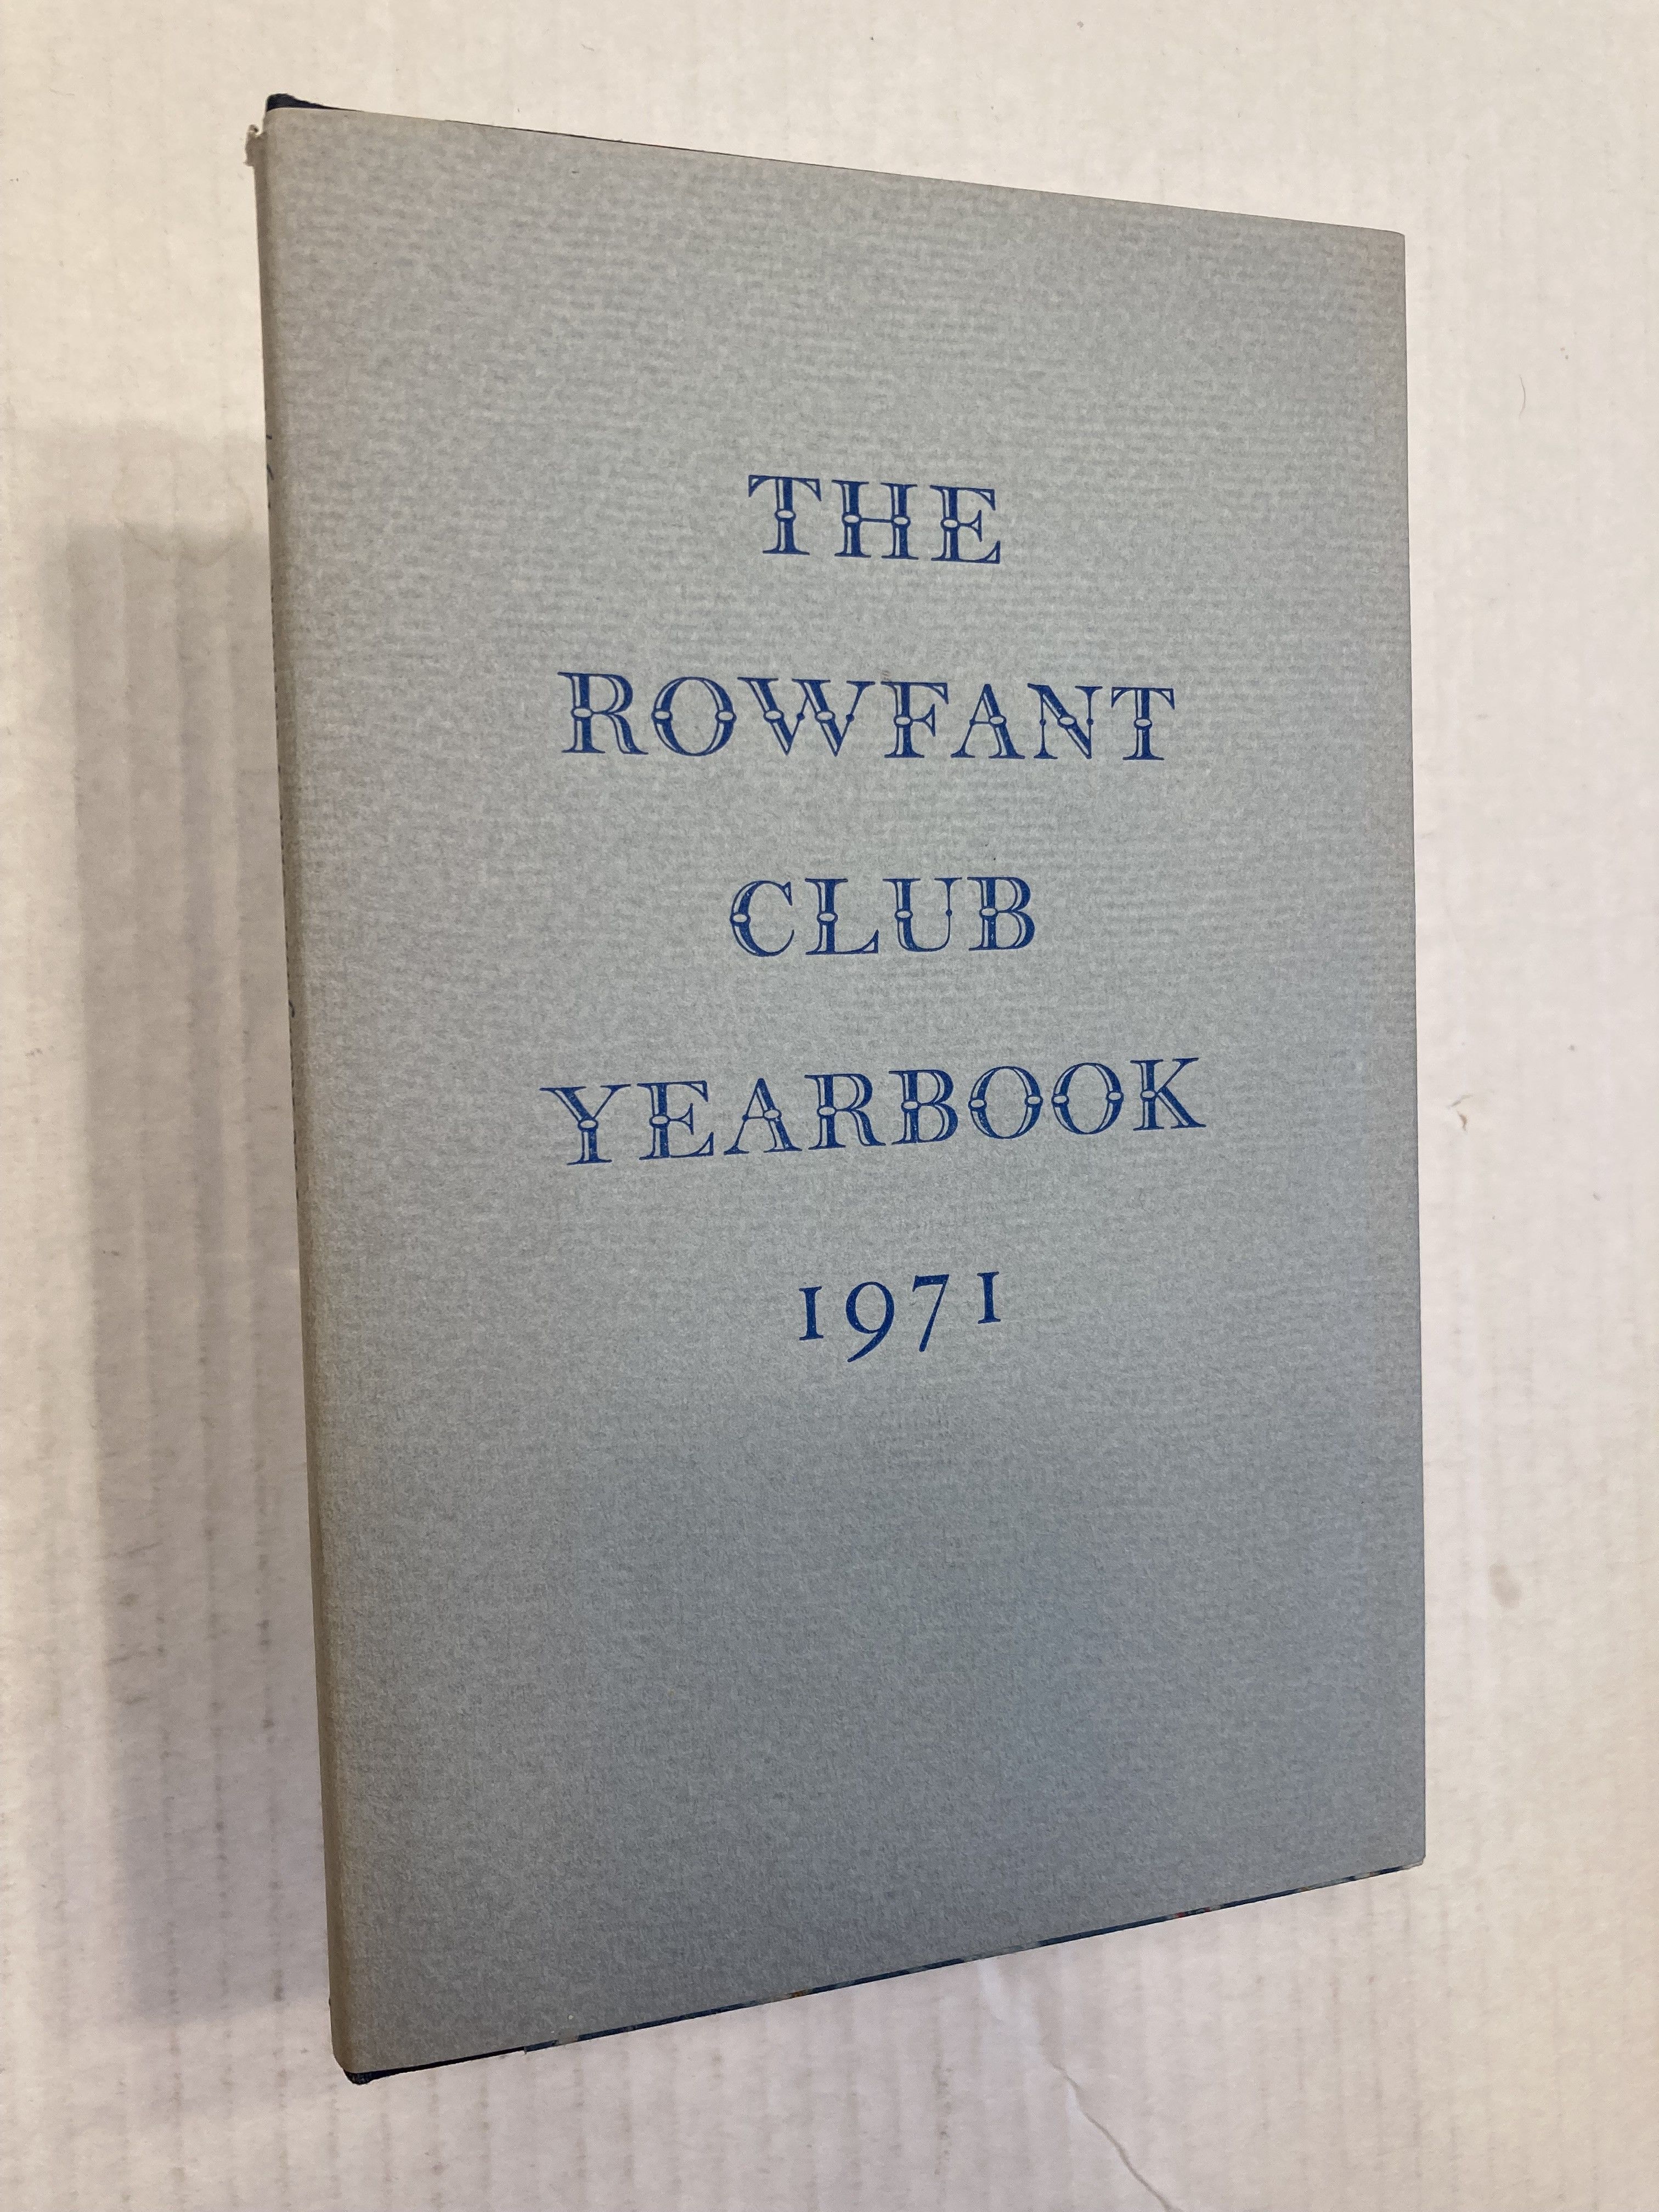 THE
ROWFANT
CLUB
YEARBOOK
1971